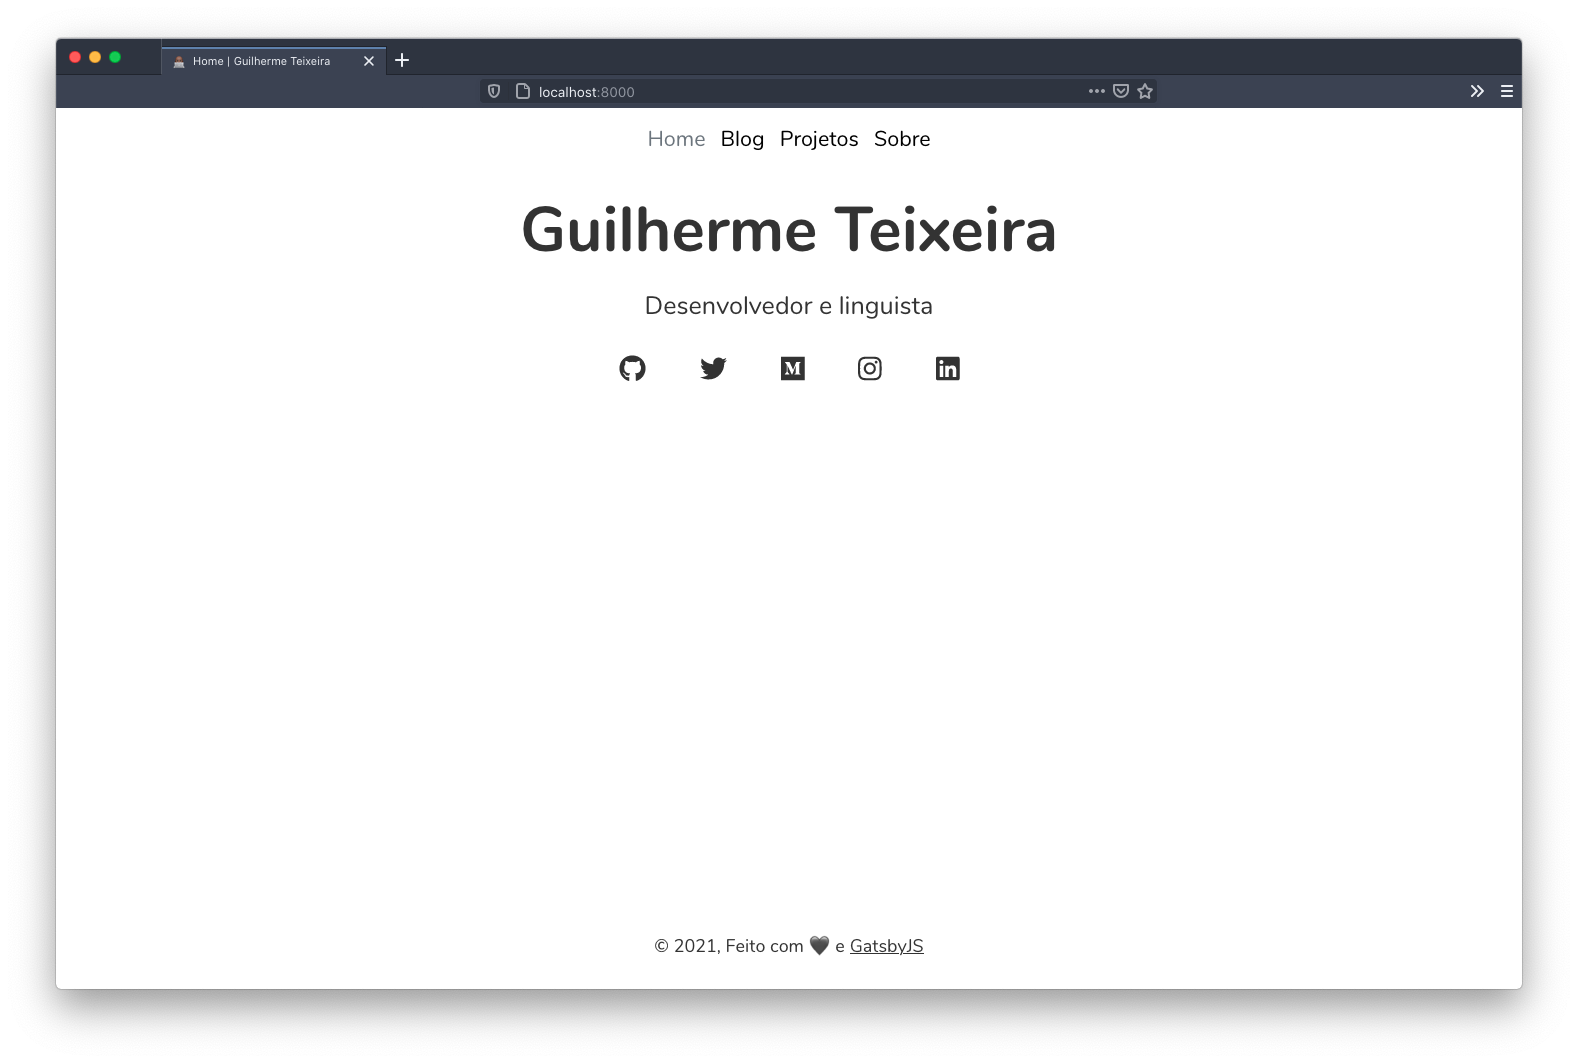 Home | Guilherme Teixeira
localhost:8000
Home Blog Projetos Sobre
Guilherme Teixeira
Desenvolvedor e linguista
© 2021, Feito com 🖤 e GatsbyJS